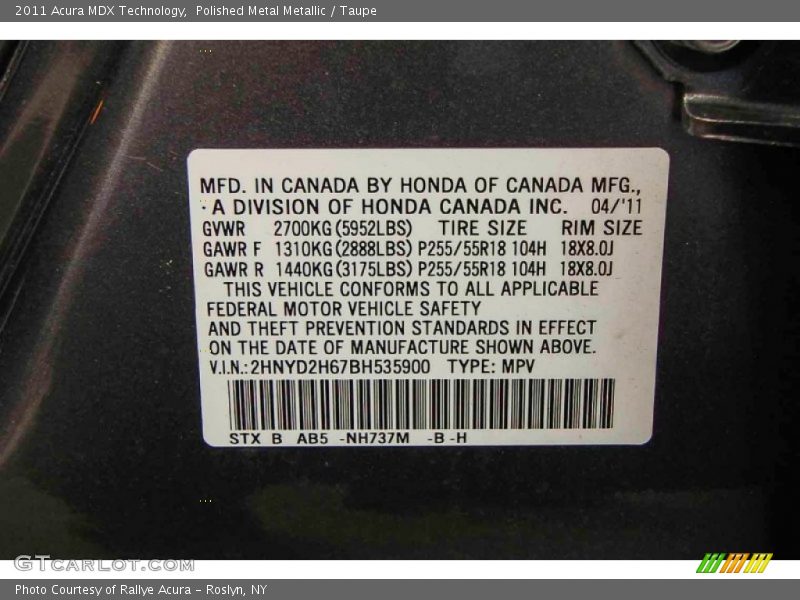 2011 Acura MDX Technology,  Polished Metal Metallic / Taupe
MFD. IN CANADA BY HONDA OF CANADA MFG.,
A DIVISION OF HONDA CANADA INC. 04/'11
GVWR 2700KG(5952LBS) TIRE SIZE RIM SIZE
GAWR F 1310KG(2888LBS) P255/55R18 104H 18X8.0J
GAWR R 1440KG(3175LBS) P255/55R18 104H 18X8.0J
THIS VEHICLE CONFORMS TO ALL APPLICABLE
FEDERAL MOTOR VEHICLE SAFETY
AND THEFT PREVENTION STANDARDS IN EFFECT
ON THE DATE OF MANUFACTURE SHOWN ABOVE.
V.I.N.:2HNYD2H67BH535900 TYPE: MPV
STX B AB5 -NH737M -B-H
GTCARLOT.COM
Photo Courtesy of Rallye Acura – Roslyn, NY